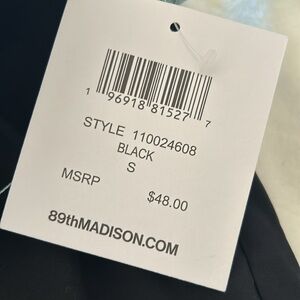 1 96918 81527 7
STYLE 110024608
BLACK
S
MSRP $48.00
89thMADISON.COM